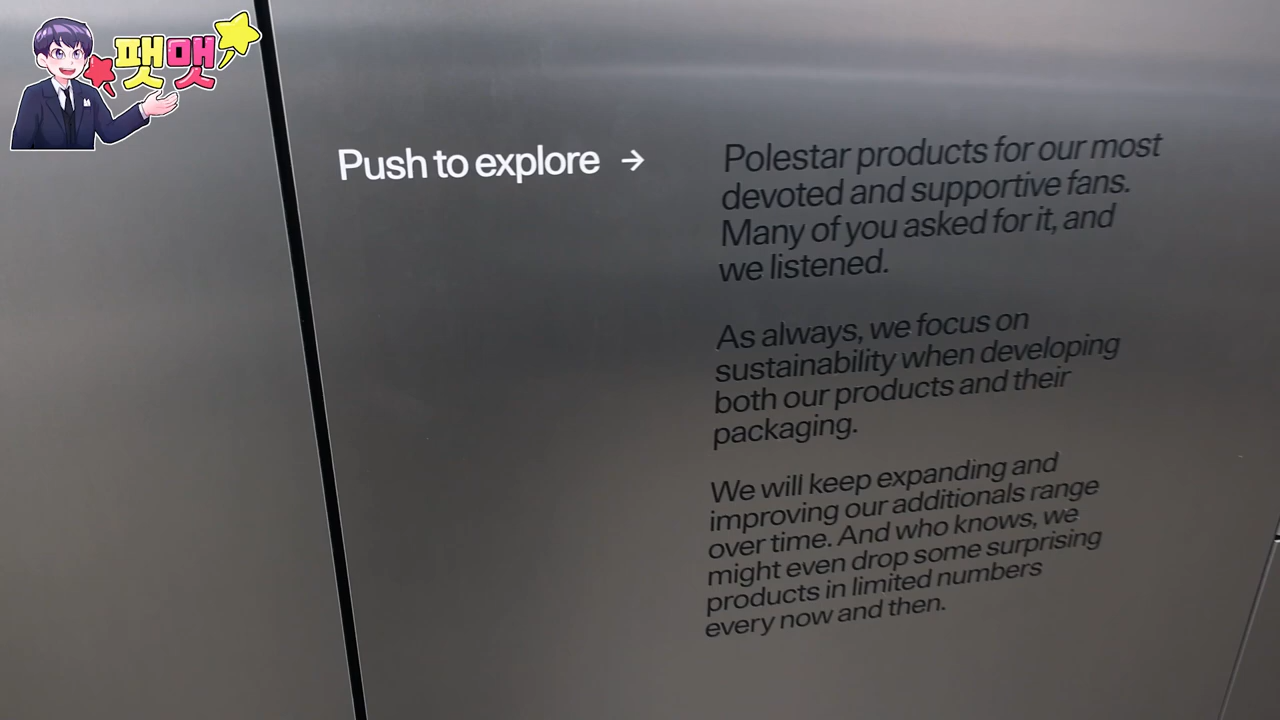 팻맷
Push to explore →
Polestar products for our most
devoted and supportive fans.
Many of you asked for it, and
we listened.
As always, we focus on
sustainability when developing
both our products and their
packaging.
We will keep expanding and
improving our additionals range
over time. And who knows, we
might even drop some surprising
products in limited numbers
every now and then.